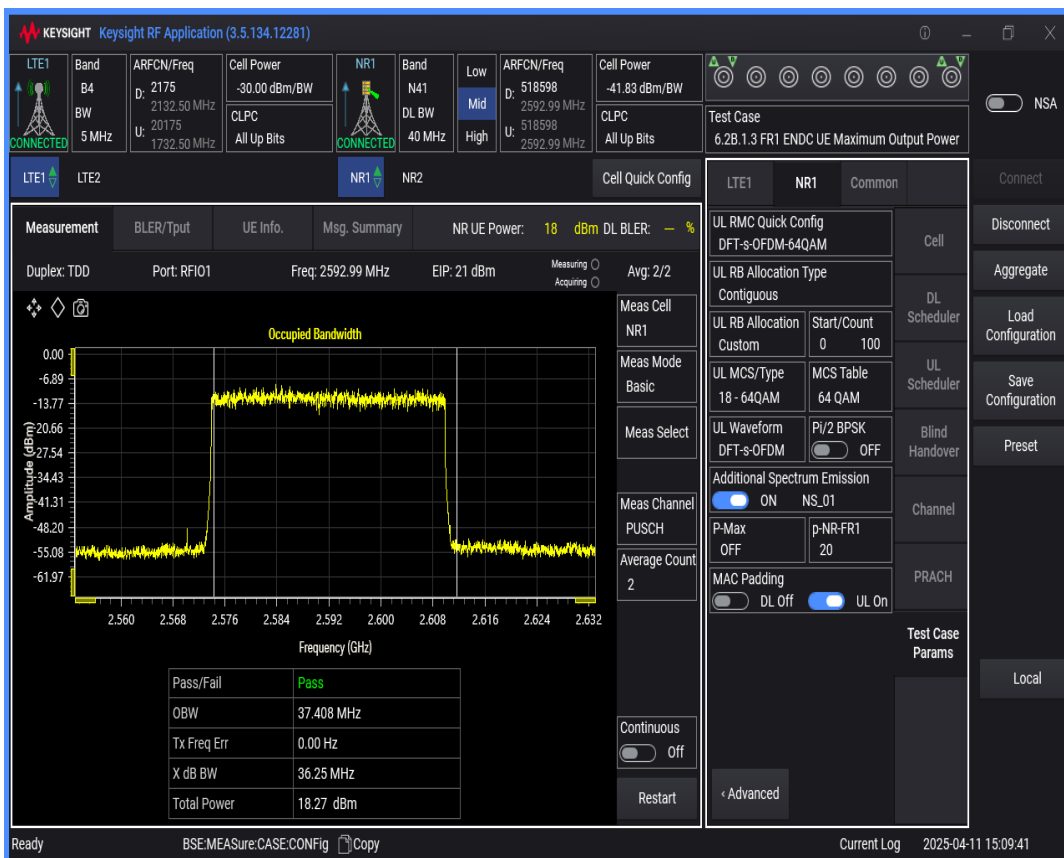 KEYSIGHT Keysight RF Application (3.5.134.12281)
LTE1 Band ARFCN/Freq Cell Power NR1 Band Low ARFCN/Freq Cell Power
B4 D: 2175 -30.00 dBm/BW N41 D: 518598 -41.83 dBm/BW
2132.50 MHz Mid 2592.99 MHz
BW CLPC DL BW CLPC
CONNECTED 5 MHz U: 20175 All Up Bits CONNECTED 40 MHz High U: 518598 All Up Bits
1732.50 MHz 2592.99 MHz
Test Case
6.2B.1.3 FR1 ENDC UE Maximum Output Power
NSA
LTE1 LTE2 NR1 NR2 Cell Quick Config
Measurement BLER/Tput UE Info. Msg. Summary NR UE Power: 18 dBm DL BLER: -- %
Duplex: TDD Port: RFIO1 Freq: 2592.99 MHz EIP: 21 dBm Measuring Avg: 2/2
Acquiring
Occupied Bandwidth
Amplitude (dBm)
0.00
-6.89
-13.77
-20.66
-27.54
-34.43
-41.31
-48.20
-55.08
-61.97
2.560 2.568 2.576 2.584 2.592 2.600 2.608 2.616 2.624 2.632
Frequency (GHz)
Pass/Fail Pass
OBW 37.408 MHz
Tx Freq Err 0.00 Hz
X dB BW 36.25 MHz
Total Power 18.27 dBm
Meas Cell
NR1
Meas Mode
Basic
Meas Select
Meas Channel
PUSCH
Average Count
2
Continuous
Off
Restart
LTE1 NR1 Common
UL RMC Quick Config
DFT-s-OFDM-64QAM
UL RB Allocation Type
Contiguous
UL RB Allocation Start/Count
Custom 0 100
UL MCS/Type MCS Table
18 - 64QAM 64 QAM
UL Waveform Pi/2 BPSK
DFT-s-OFDM OFF
Additional Spectrum Emission
ON NS_01
P-Max p-NR-FR1
OFF 20
MAC Padding
DL Off UL On
‹ Advanced
Cell
DL
Scheduler
UL
Scheduler
Blind
Handover
Channel
PRACH
Test Case
Params
Connect
Disconnect
Aggregate
Load
Configuration
Save
Configuration
Preset
Local
Ready BSE:MEASure:CASE:CONFig Copy Current Log 2025-04-11 15:09:41